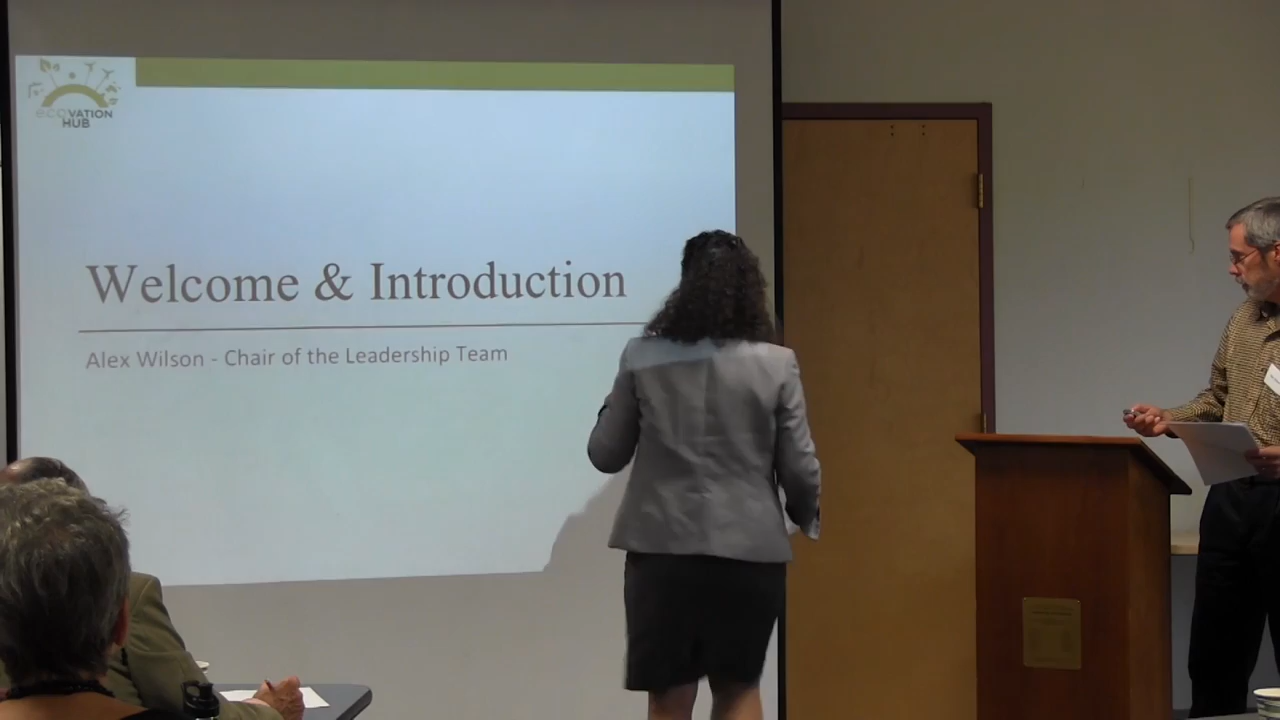 ecoVATION
HUB
Welcome & Introduction
Alex Wilson - Chair of the Leadership Team